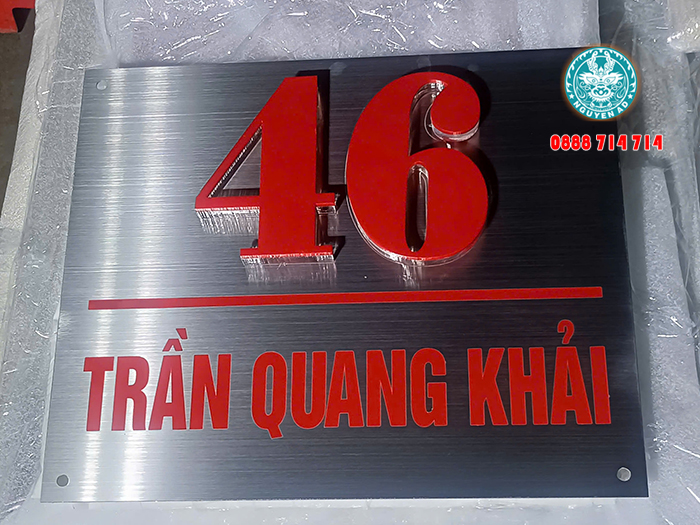 46
NGUYEN AD
0888 714 714
TRẦN QUANG KHẢI